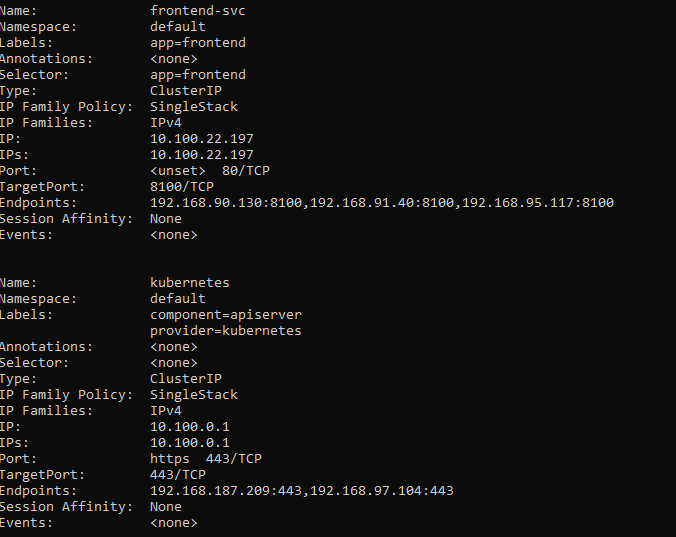 Name: frontend-svc
Namespace: default
Labels: app=frontend
Annotations: <none>
Selector: app=frontend
Type: ClusterIP
IP Family Policy: SingleStack
IP Families: IPv4
IP: 10.100.22.197
IPs: 10.100.22.197
Port: <unset> 80/TCP
TargetPort: 8100/TCP
Endpoints: 192.168.90.130:8100,192.168.91.40:8100,192.168.95.117:8100
Session Affinity: None
Events: <none>
Name: kubernetes
Namespace: default
Labels: component=apiserver
provider=kubernetes
Annotations: <none>
Selector: <none>
Type: ClusterIP
IP Family Policy: SingleStack
IP Families: IPv4
IP: 10.100.0.1
IPs: 10.100.0.1
Port: https 443/TCP
TargetPort: 443/TCP
Endpoints: 192.168.187.209:443,192.168.97.104:443
Session Affinity: None
Events: <none>